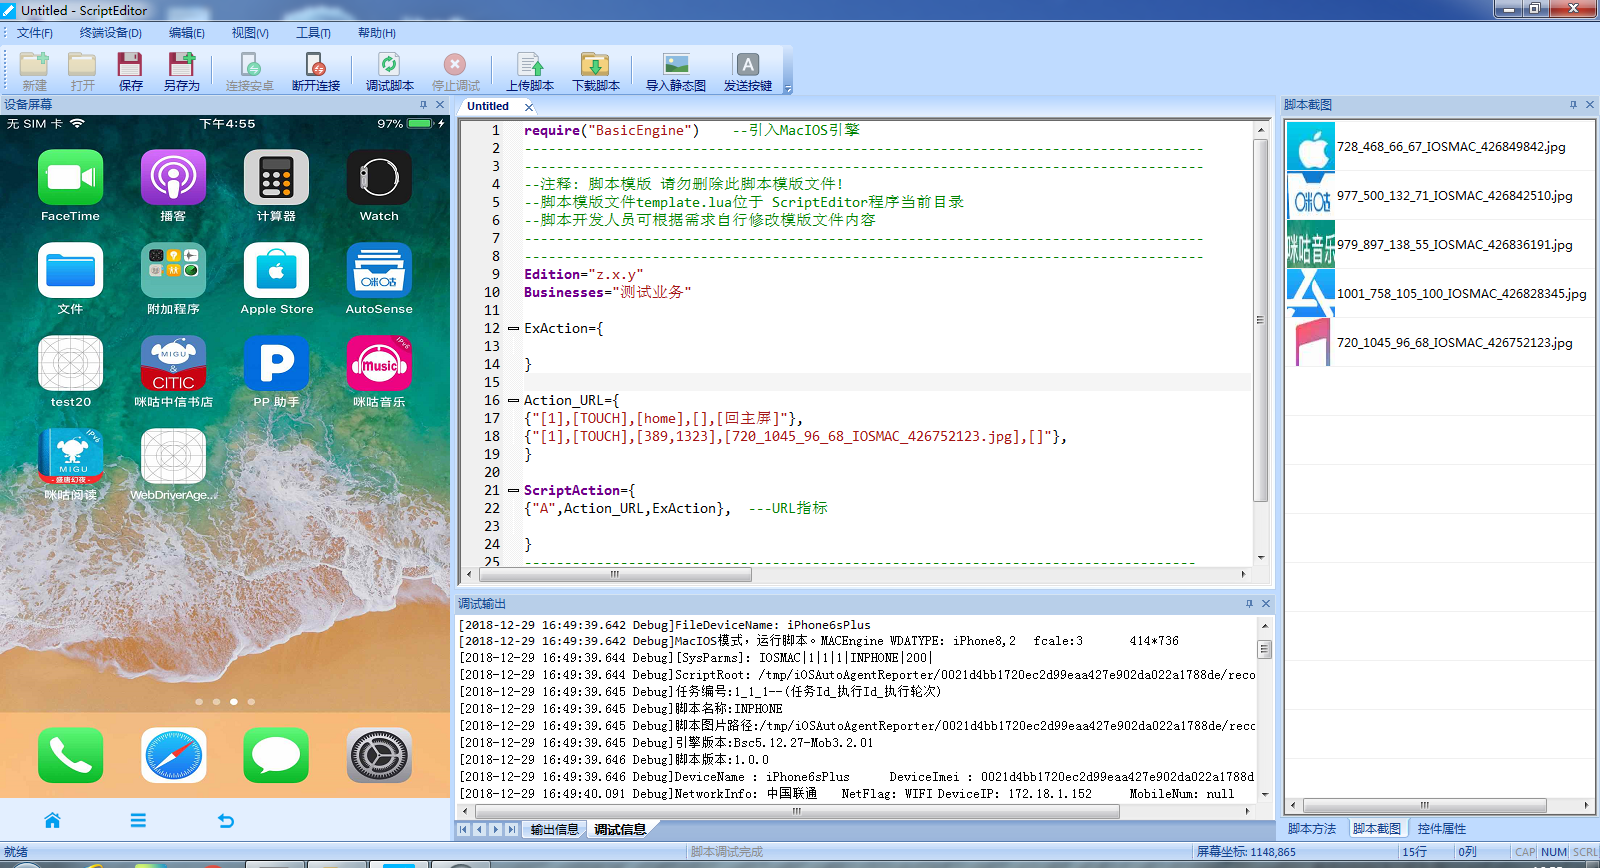 Untitled - ScriptEditor
文件(F) 终端设备(D) 编辑(E) 视图(V) 工具(T) 帮助(H)
新建 打开 保存 另存为 连接安卓 断开连接 调试脚本 停止调试 上传脚本 下载脚本 导入静态图 发送按键
设备屏幕
无 SIM 卡 下午4:55 97%
FaceTime 播客 计算器 Watch
文件 附加程序 Apple Store AutoSense
test20 咪咕中信书店 PP 助手 咪咕音乐
咪咕阅读 WebDriverAge...
咪咕
MIGU & CITIC
P
Music IPv6
IPv6 MIGU
-盛唐幻夜-
Untitled
1 require("BasicEngine") --引入MacIOS引擎
2 --------------------------------------------------------------------------------
3 --------------------------------------------------------------------------------
4 --注释: 脚本模版 请勿删除此脚本模版文件!
5 --脚本模版文件template.lua位于 ScriptEditor程序当前目录
6 --脚本开发人员可根据需求自行修改模版文件内容
7 --------------------------------------------------------------------------------
8 --------------------------------------------------------------------------------
9 Edition="z.x.y"
10 Businesses="测试业务"
11
12 ExAction={
13
14 }
15
16 Action_URL={
17 {"[1],[TOUCH],[home],[],[回主屏]"},
18 {"[1],[TOUCH],[389,1323],[720_1045_96_68_IOSMAC_426752123.jpg],[]"},
19 }
20
21 ScriptAction={
22 {"A",Action_URL,ExAction}, ---URL指标
23
24 }
25 --------------------------------------------------------------------------------
调试输出
[2018-12-29 16:49:39.642 Debug]FileDeviceName: iPhone6sPlus
[2018-12-29 16:49:39.642 Debug]MacIOS模式，运行脚本。MACEngine WDATYPE: iPhone8,2 fcale:3 414*736
[2018-12-29 16:49:39.644 Debug][SysParms]: IOSMAC|1|1|1|INPHONE|200|
[2018-12-29 16:49:39.644 Debug]ScriptRoot: /tmp/iOSAutoAgentReporter/0021d4bb1720ec2d99eaa427e902da022a1788de/reco
[2018-12-29 16:49:39.645 Debug]任务编号:1_1_1--(任务Id_执行Id_执行轮次)
[2018-12-29 16:49:39.645 Debug]脚本名称:INPHONE
[2018-12-29 16:49:39.645 Debug]脚本图片路径:/tmp/iOSAutoAgentReporter/0021d4bb1720ec2d99eaa427e902da022a1788de/reco
[2018-12-29 16:49:39.645 Debug]引擎版本:Bsc5.12.27-Mob3.2.01
[2018-12-29 16:49:39.646 Debug]脚本版本:1.0.0
[2018-12-29 16:49:39.646 Debug]DeviceName : iPhone6sPlus DeviceImei : 0021d4bb1720ec2d99eaa427e902da022a1788d
[2018-12-29 16:49:40.091 Debug]NetworkInfo: 中国联通 NetFlag: WIFI DeviceIP: 172.18.1.152 MobileNum: null
输出信息 调试信息
脚本截图
728_468_66_67_IOSMAC_426849842.jpg
咪咕 977_500_132_71_IOSMAC_426842510.jpg
咪咕音乐 979_897_138_55_IOSMAC_426836191.jpg
1001_758_105_100_IOSMAC_426828345.jpg
720_1045_96_68_IOSMAC_426752123.jpg
脚本方法 脚本截图 控件属性
就绪 脚本调试完成 屏幕坐标: 1148,865 15行 0列 CAP NUM SCRL